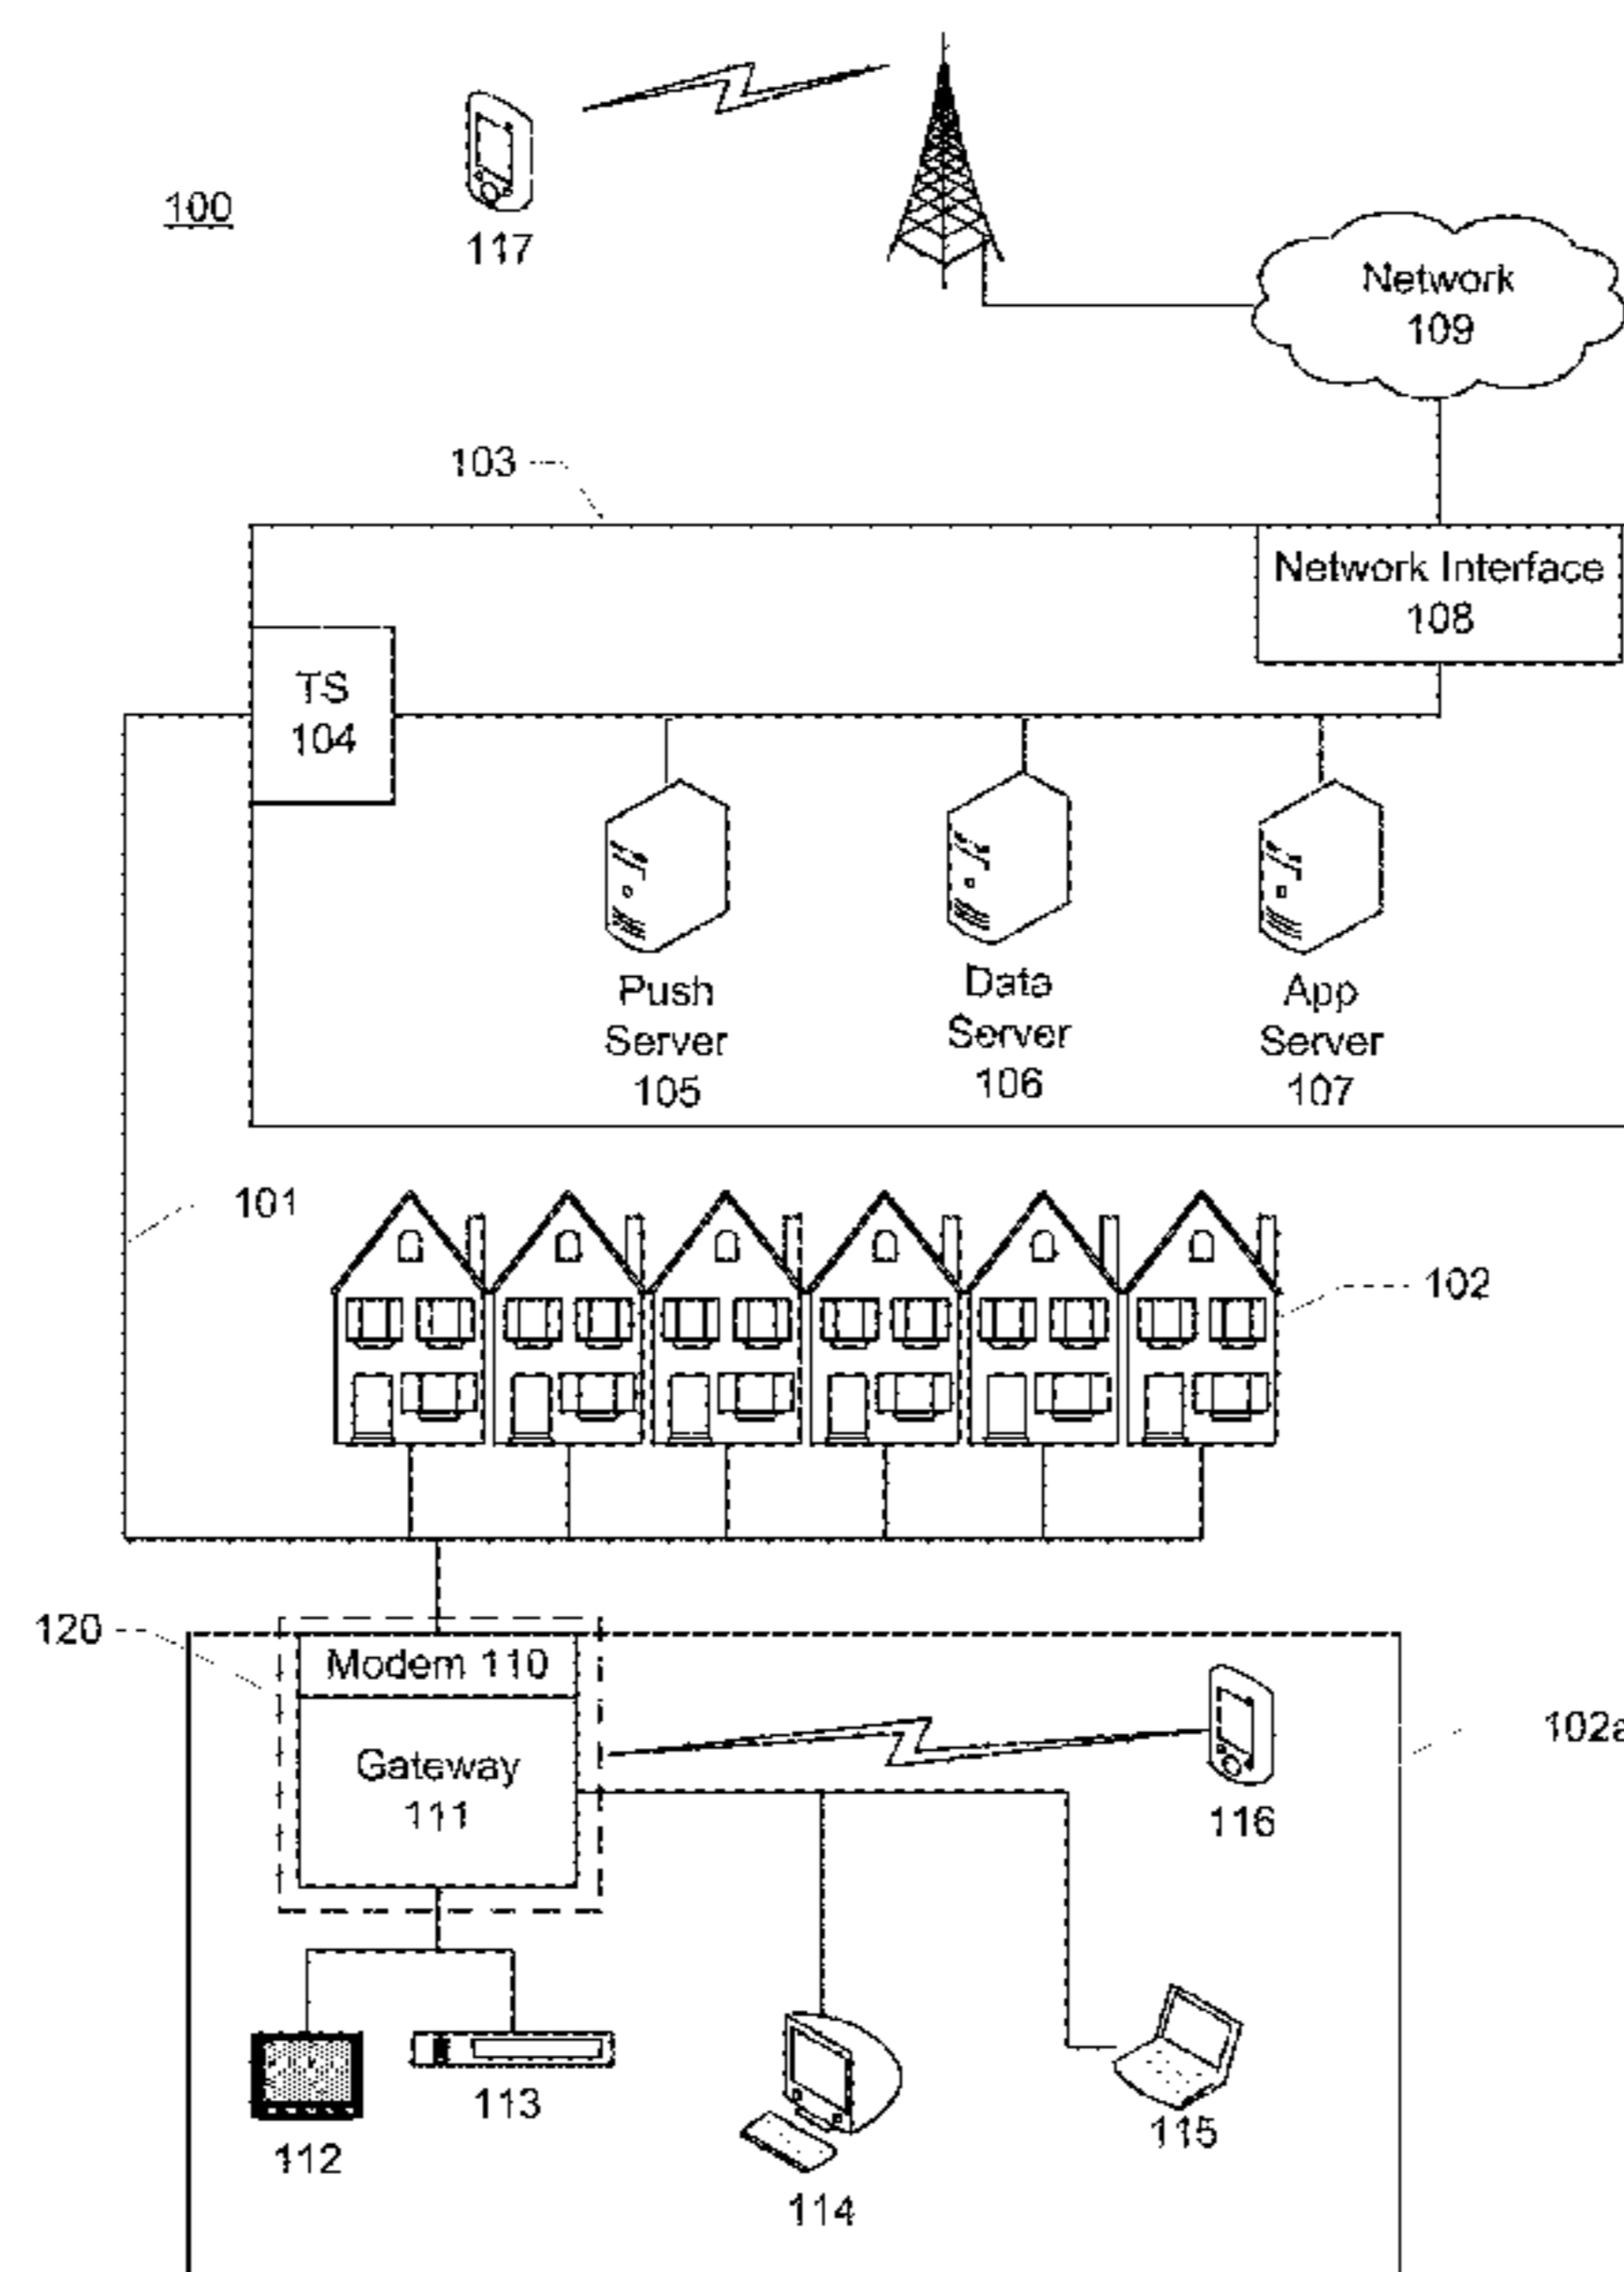 100
117
Network
109
103
Network Interface
108
TS
104
Push
Server
105
Data
Server
106
App
Server
107
101
102
120
Modem 110
Gateway
111
102a
116
112
113
114
115